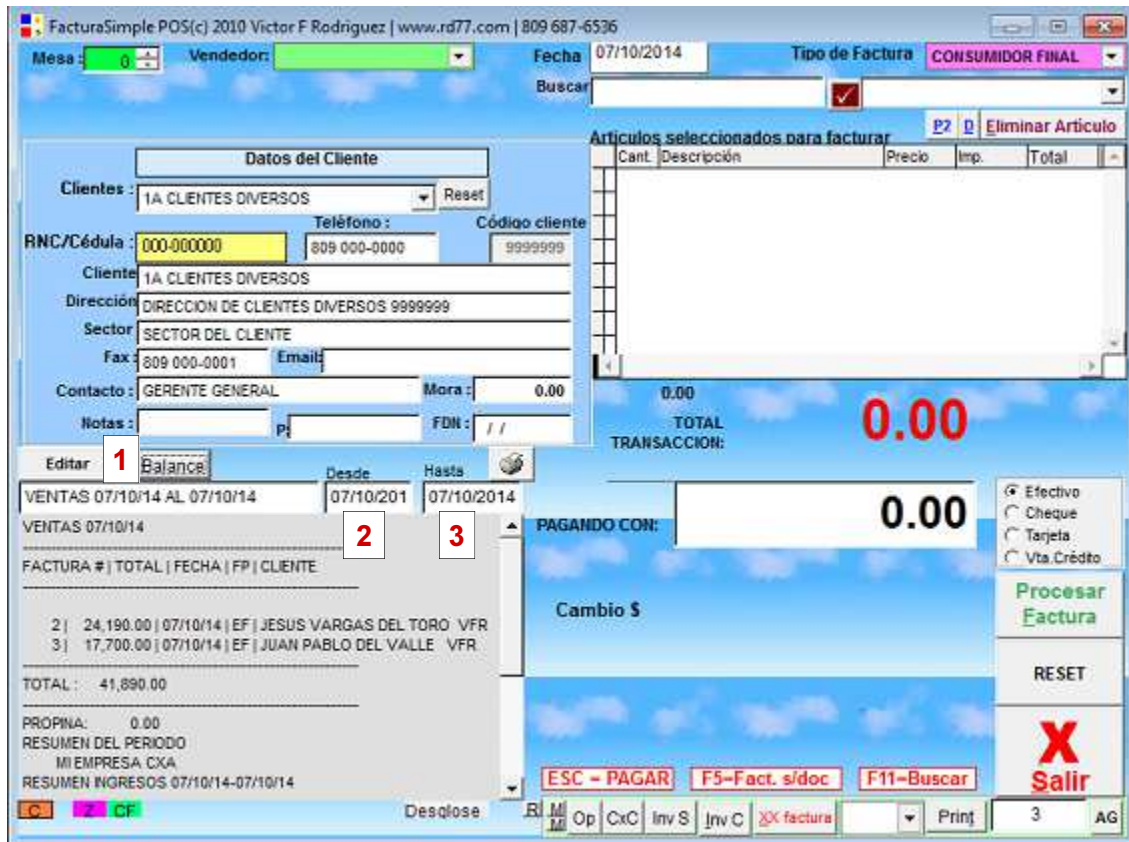 FacturaSimple POS(c) 2010 Victor F Rodriguez | www.rd77.com | 809 687-6536
Mesa : 0 Vendedor: Fecha 07/10/2014 Tipo de Factura CONSUMIDOR FINAL
Buscar
P2 D Eliminar Articulo
Articulos seleccionados para facturar
Cant. Descripción Precio Imp. Total
Datos del Cliente
Clientes : 1A CLIENTES DIVERSOS Reset
Teléfono : Código cliente
RNC/Cédula : 000-000000 809 000-0000 9999999
Cliente 1A CLIENTES DIVERSOS
Dirección DIRECCION DE CLIENTES DIVERSOS 9999999
Sector SECTOR DEL CLIENTE
Fax : 809 000-0001 Email:
Contacto : GERENTE GENERAL Mora : 0.00
Notas : P: FDN : / /
0.00
TOTAL TRANSACCION: 0.00
Editar 1 Balance Desde Hasta
VENTAS 07/10/14 AL 07/10/14 07/10/201 07/10/2014
2 3
VENTAS 07/10/14
FACTURA # | TOTAL | FECHA | FP | CLIENTE
2 | 24,190.00 | 07/10/14 | EF | JESUS VARGAS DEL TORO VFR
3 | 17,700.00 | 07/10/14 | EF | JUAN PABLO DEL VALLE VFR
TOTAL : 41,890.00
PROPINA: 0.00
RESUMEN DEL PERIODO
MI EMPRESA CXA
RESUMEN INGRESOS 07/10/14-07/10/14
PAGANDO CON: 0.00
Efectivo
Cheque
Tarjeta
Vta.Crédito
Cambio $
Procesar
Factura
RESET
X
Salir
ESC - PAGAR F5-Fact. s/doc F11-Buscar
C Z CF Desglose R M M Op CxC Inv S Inv C XX factura Print 3 AG